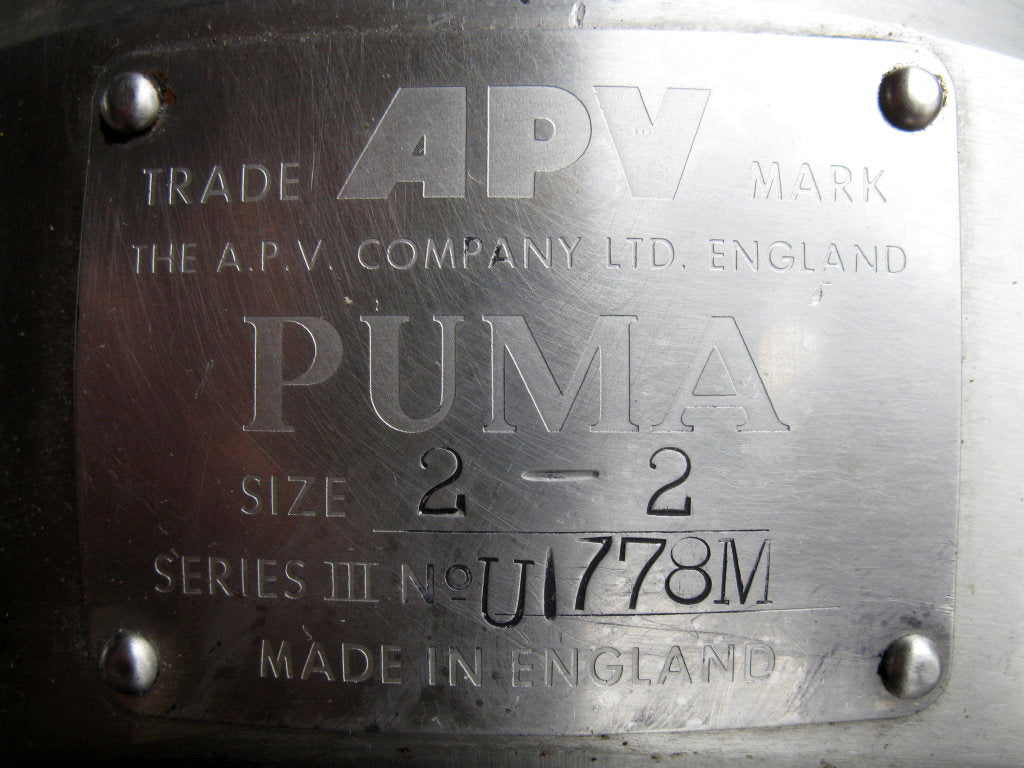 TRADE APV MARK
THE A.P.V. COMPANY LTD. ENGLAND
PUMA
SIZE 2 — 2
SERIES III Nº U1778M
MADE IN ENGLAND